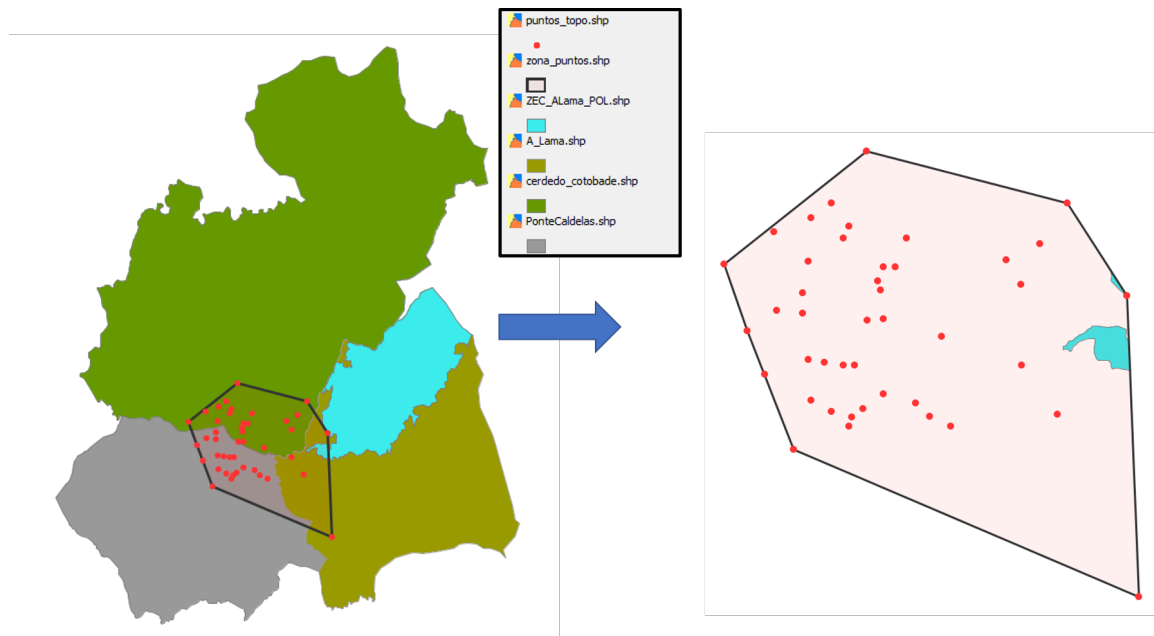 puntos_topo.shp
zona_puntos.shp
ZEC_ALama_POL.shp
A_Lama.shp
cerdedo_cotobade.shp
PonteCaldelas.shp